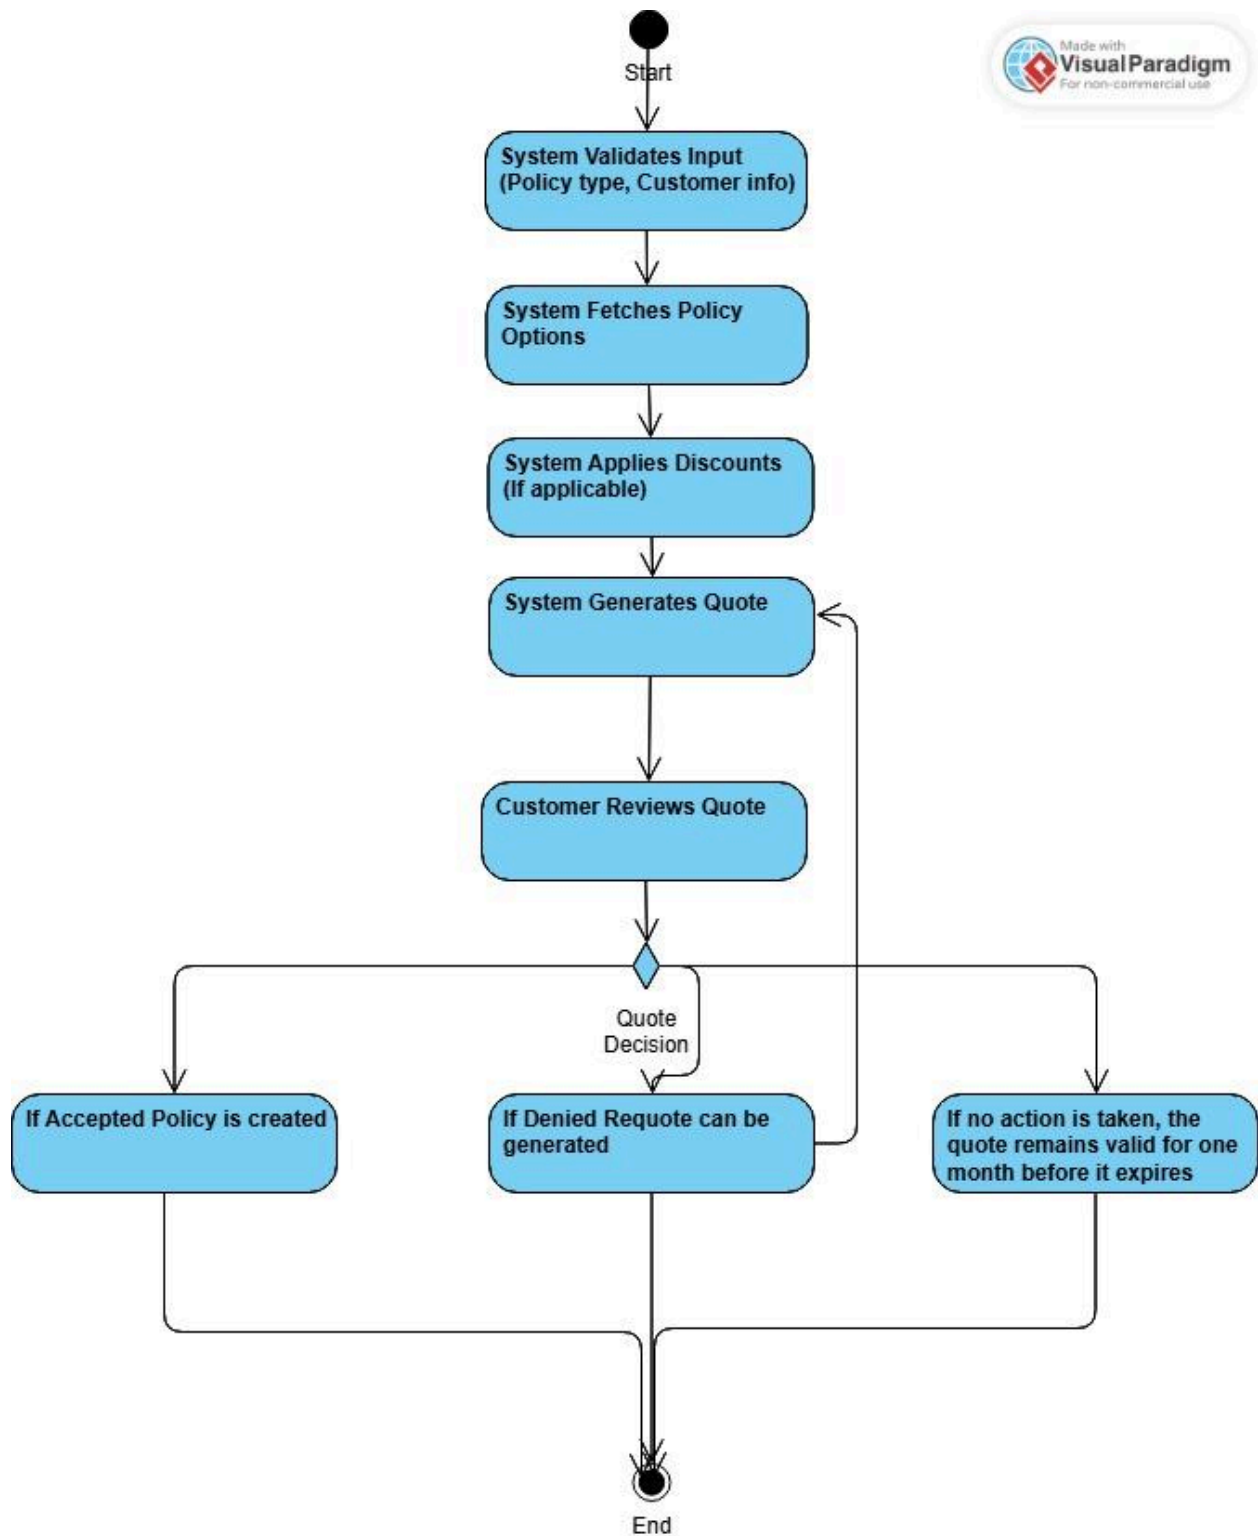 Start
Made with
Visual Paradigm
For non-commercial use
System Validates Input
(Policy type, Customer info)
System Fetches Policy
Options
System Applies Discounts
(If applicable)
System Generates Quote
Customer Reviews Quote
Quote
Decision
If Accepted Policy is created
If Denied Requote can be
generated
If no action is taken, the
quote remains valid for one
month before it expires
End